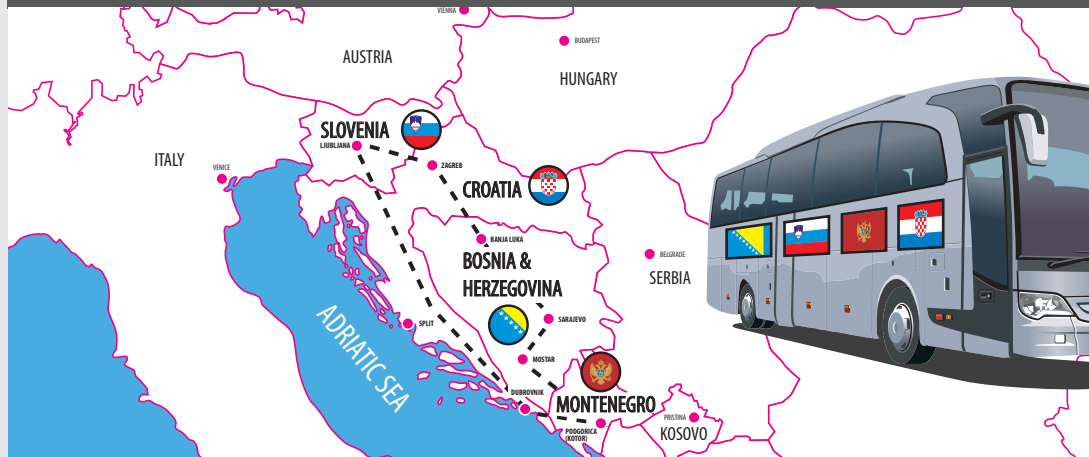 VIENNA
BUDAPEST
AUSTRIA
HUNGARY
SLOVENIA
LJUBLJANA
ITALY
VENICE
ZAGREB
CROATIA
BANJA LUKA
BELGRADE
BOSNIA &
HERZEGOVINA
SERBIA
ADRIATIC SEA
SPLIT
SARAJEVO
MOSTAR
DUBROVNIK
MONTENEGRO
PRISTINA
PODGORICA
(KOTOR)
KOSOVO